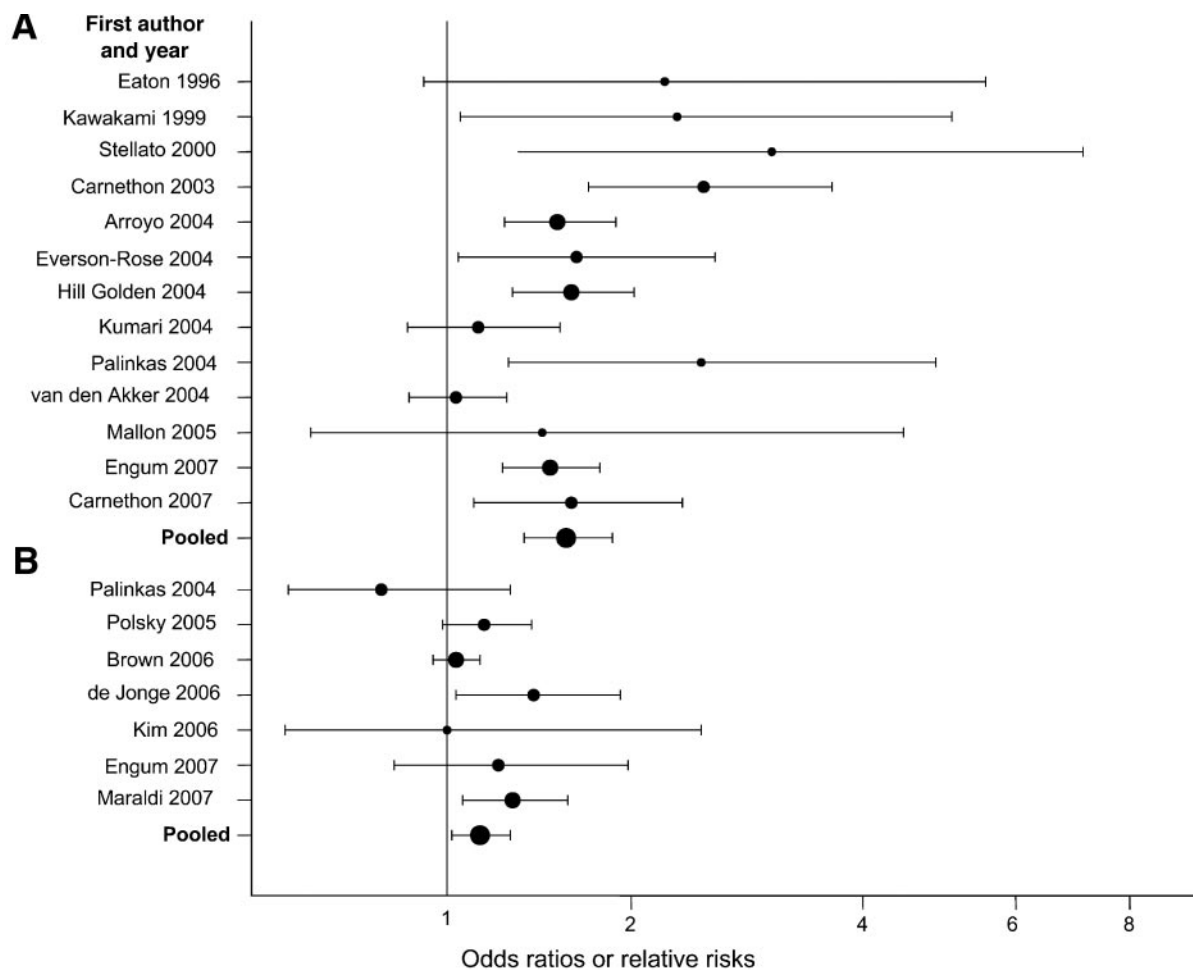 A
First author
and year
Eaton 1996
Kawakami 1999
Stellato 2000
Carnethon 2003
Arroyo 2004
Everson-Rose 2004
Hill Golden 2004
Kumari 2004
Palinkas 2004
van den Akker 2004
Mallon 2005
Engum 2007
Carnethon 2007
Pooled
B
Palinkas 2004
Polsky 2005
Brown 2006
de Jonge 2006
Kim 2006
Engum 2007
Maraldi 2007
Pooled
1 2 4 6 8
Odds ratios or relative risks